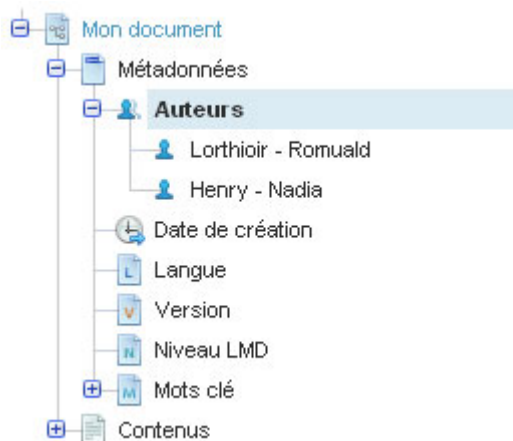 Mon document
Métadonnées
Auteurs
Lorthioir - Romuald
Henry - Nadia
Date de création
L Langue
V Version
N Niveau LMD
M Mots clé
Contenus